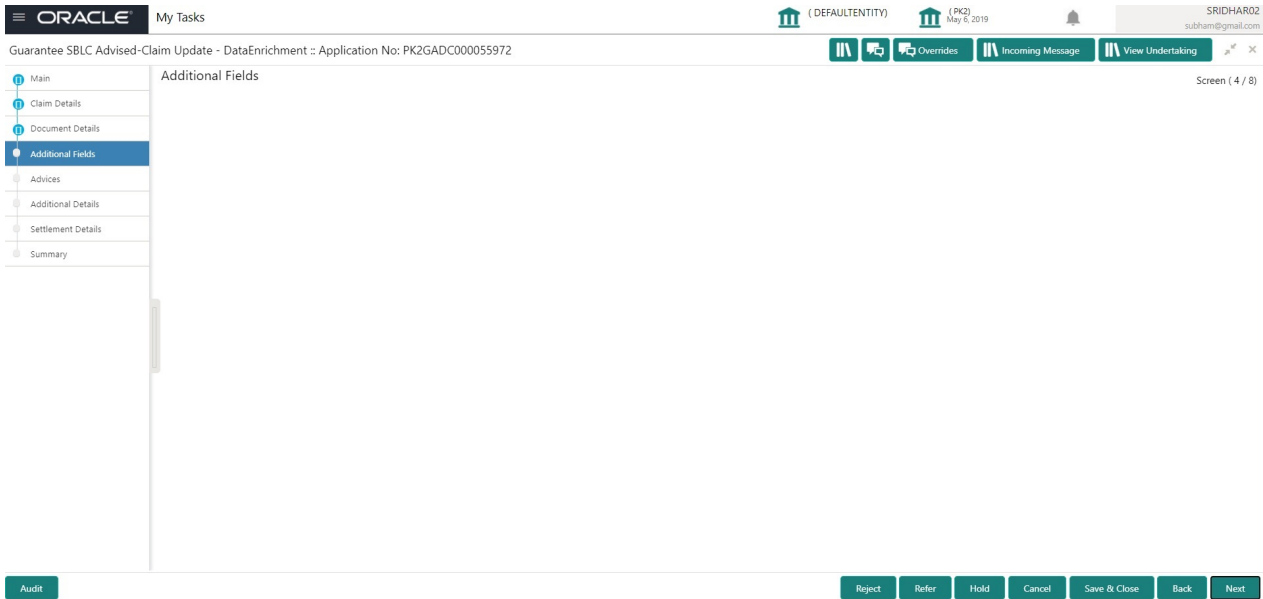 ORACLE®
My Tasks
( DEFAULTENTITY)
( PK2)
May 6, 2019
SRIDHAR02
subham@gmail.com
Guarantee SBLC Advised-Claim Update - DataEnrichment :: Application No: PK2GADC000055972
Overrides
Incoming Message
View Undertaking
Main
Claim Details
Document Details
Additional Fields
Advices
Additional Details
Settlement Details
Summary
Additional Fields
Screen ( 4 / 8)
Audit
Reject
Refer
Hold
Cancel
Save & Close
Back
Next